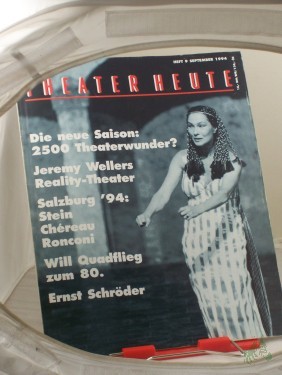 HEFT 9 SEPTEMBER 1994
THEATER HEUTE
Die neue Saison:
2500 Theaterwunder?
Jeremy Wellers
Reality-Theater
Salzburg '94:
Stein
Chéreau
Ronconi
Will Quadflieg
zum 80.
Ernst Schröder